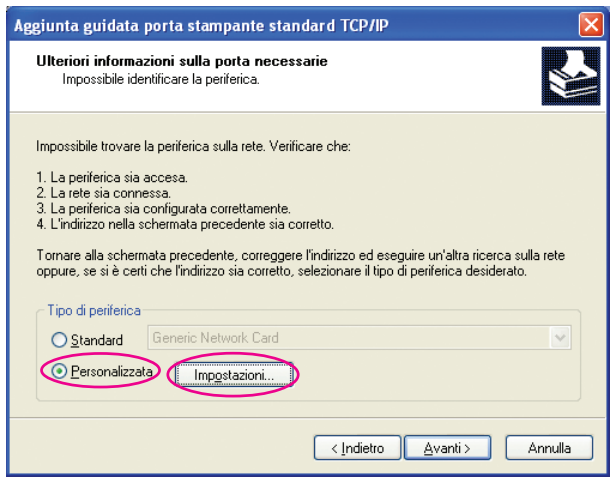 Aggiunta guidata porta stampante standard TCP/IP
Ulteriori informazioni sulla porta necessarie
Impossibile identificare la periferica.
Impossibile trovare la periferica sulla rete. Verificare che:
1. La periferica sia accesa.
2. La rete sia connessa.
3. La periferica sia configurata correttamente.
4. L'indirizzo nella schermata precedente sia corretto.
Tornare alla schermata precedente, correggere l'indirizzo ed eseguire un'altra ricerca sulla rete
oppure, se si è certi che l'indirizzo sia corretto, selezionare il tipo di periferica desiderato.
Tipo di periferica
Standard Generic Network Card
Personalizzata Impostazioni...
< Indietro Avanti > Annulla